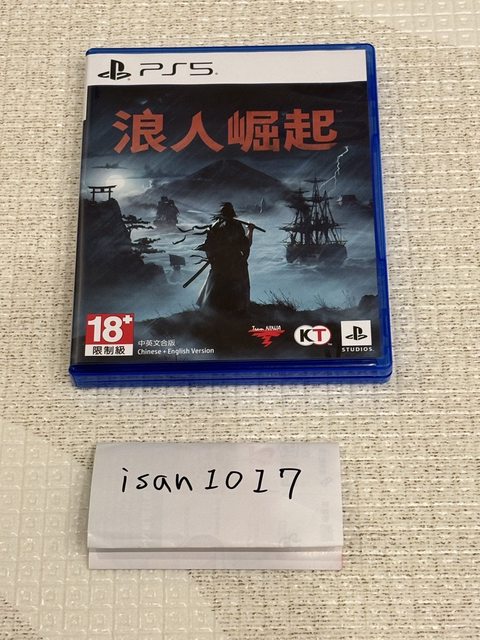 PS5
浪人崛起
18+
限制級
中英文合版
Chinese + English Version
Team NINJA
KT
STUDIOS
isan1017